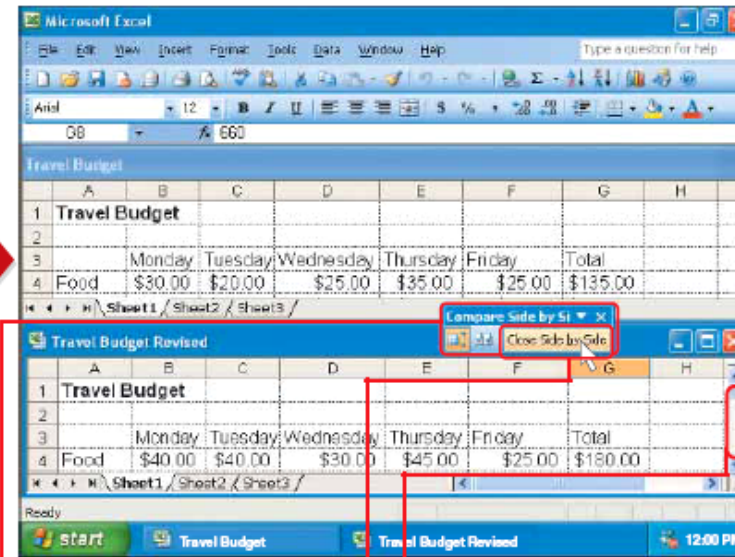 Microsoft Excel
File Edit View Insert Format Tools Data Window Help Type a question for help
Arial 12 B I U $ %
G8 fx 660
Travel Budget
A B C D E F G H
1 Travel Budget
2
3 Monday Tuesday Wednesday Thursday Friday Total
4 Food $30.00 $20.00 $25.00 $35.00 $25.00 $135.00
Sheet1 / Sheet2 / Sheet3 /
Compare Side by Si
Close Side by Side
Travel Budget Revised
A B C D E F G H
1 Travel Budget
2
3 Monday Tuesday Wednesday Thursday Friday Total
4 Food $40.00 $40.00 $30.00 $45.00 $25.00 $180.00
Sheet1 / Sheet2 / Sheet3 /
Ready
start Travel Budget Travel Budget Revised 12:00 PM